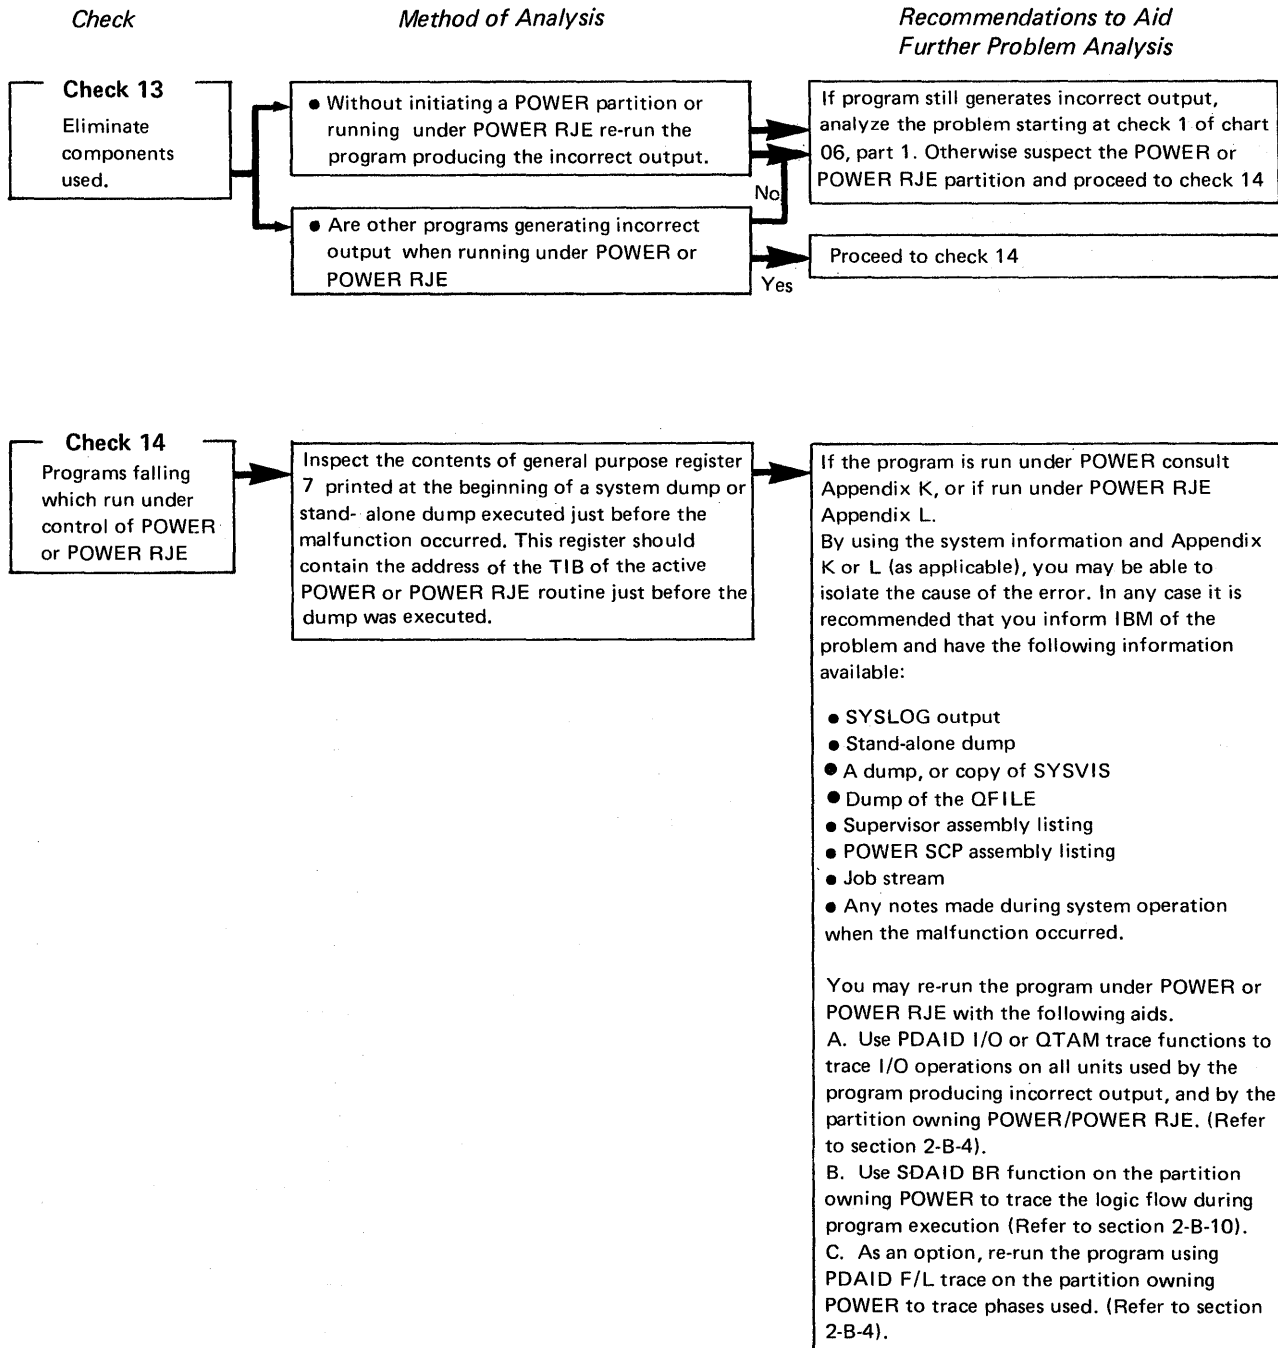 Check
Method of Analysis
Recommendations to Aid
Further Problem Analysis
Check 13
Eliminate
components
used.
● Without initiating a POWER partition or
running under POWER RJE re-run the
program producing the incorrect output.
If program still generates incorrect output,
analyze the problem starting at check 1 of chart
06, part 1. Otherwise suspect the POWER or
POWER RJE partition and proceed to check 14
No
● Are other programs generating incorrect
output when running under POWER or
POWER RJE
Yes
Proceed to check 14
Check 14
Programs falling
which run under
control of POWER
or POWER RJE
Inspect the contents of general purpose register
7 printed at the beginning of a system dump or
stand- alone dump executed just before the
malfunction occurred. This register should
contain the address of the TIB of the active
POWER or POWER RJE routine just before the
dump was executed.
If the program is run under POWER consult
Appendix K, or if run under POWER RJE
Appendix L.
By using the system information and Appendix
K or L (as applicable), you may be able to
isolate the cause of the error. In any case it is
recommended that you inform IBM of the
problem and have the following information
available:
● SYSLOG output
● Stand-alone dump
● A dump, or copy of SYSVIS
● Dump of the QFILE
● Supervisor assembly listing
● POWER SCP assembly listing
● Job stream
● Any notes made during system operation
when the malfunction occurred.
You may re-run the program under POWER or
POWER RJE with the following aids.
A. Use PDAID I/O or QTAM trace functions to
trace I/O operations on all units used by the
program producing incorrect output, and by the
partition owning POWER/POWER RJE. (Refer
to section 2-B-4).
B. Use SDAID BR function on the partition
owning POWER to trace the logic flow during
program execution (Refer to section 2-B-10).
C. As an option, re-run the program using
PDAID F/L trace on the partition owning
POWER to trace phases used. (Refer to section
2-B-4).